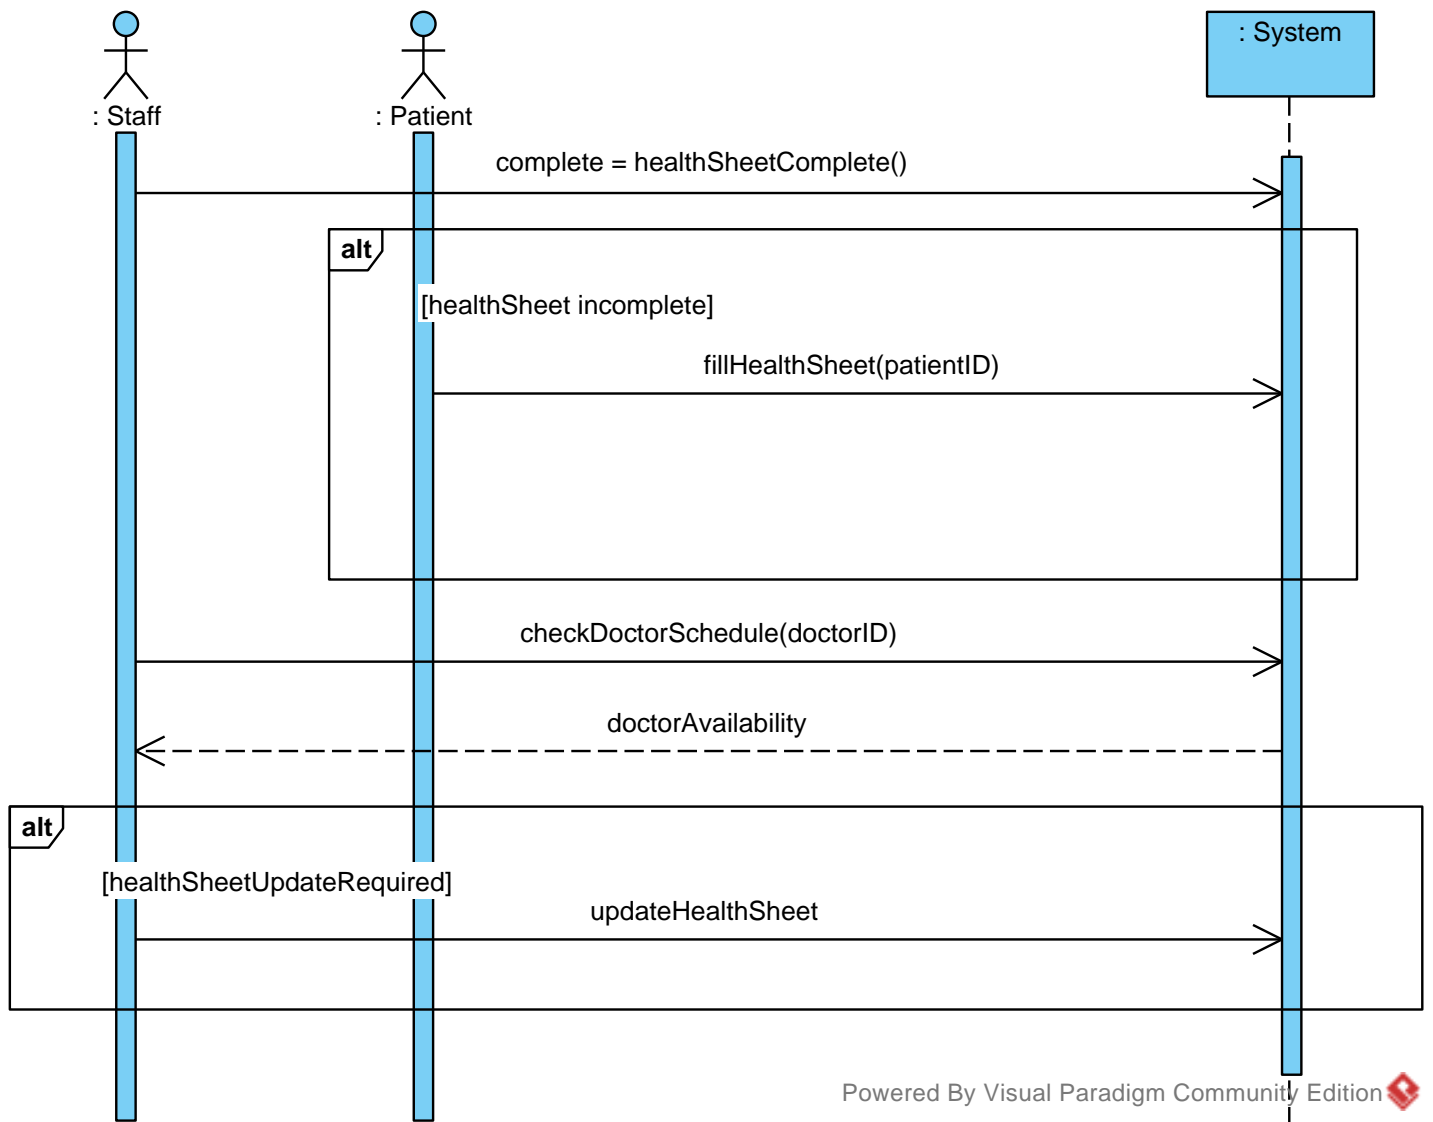 : Staff
: Patient
: System
complete = healthSheetComplete()
alt
[healthSheet incomplete]
fillHealthSheet(patientID)
checkDoctorSchedule(doctorID)
doctorAvailability
alt
[healthSheetUpdateRequired]
updateHealthSheet
Powered By Visual Paradigm Community Edition